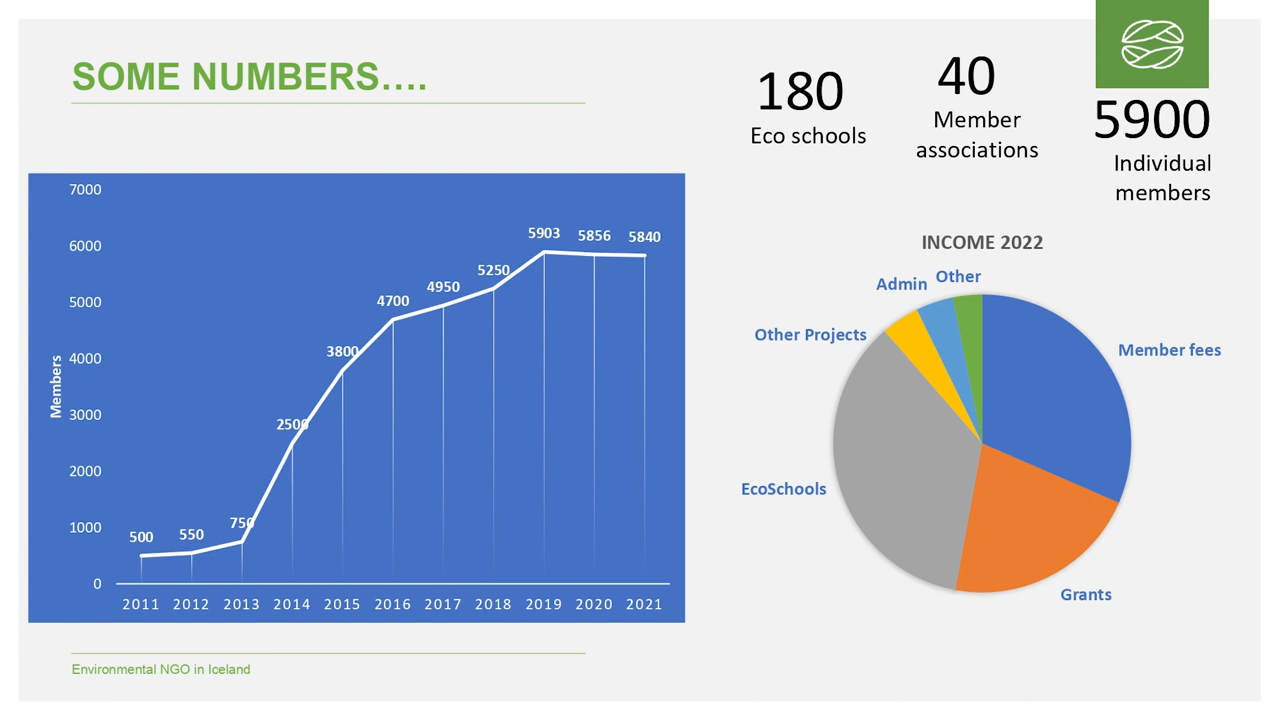 SOME NUMBERS....
180
Eco schools
40
Member
associations
5900
Individual
members
7000
6000
5000
4000
3000
2000
1000
0
Members
500
550
750
2500
3800
4700
4950
5250
5903
5856
5840
2011 2012 2013 2014 2015 2016 2017 2018 2019 2020 2021
INCOME 2022
Admin
Other
Other Projects
Member fees
EcoSchools
Grants
Environmental NGO in Iceland